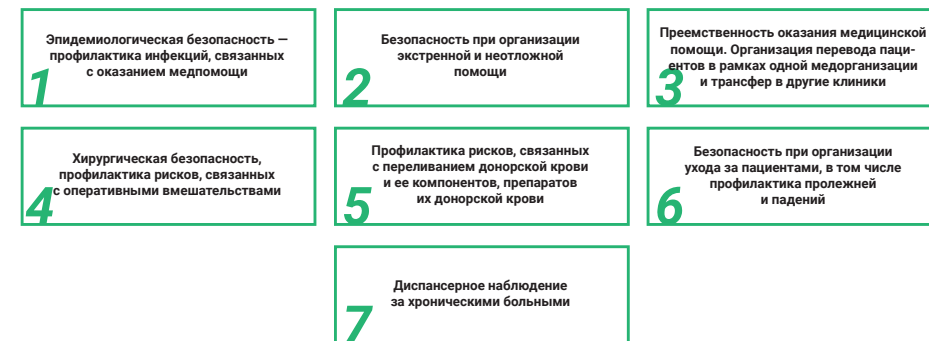 Эпидемиологическая безопасность —
профилактика инфекций, связанных
с оказанием медпомощи
1
Безопасность при организации
экстренной и неотложной
помощи
2
Преемственность оказания медицинской
помощи. Организация перевода паци-
ентов в рамках одной медорганизации
и трансфер в другие клиники
3
Хирургическая безопасность,
профилактика рисков, связанных
с оперативными вмешательствами
4
Профилактика рисков, связанных
с переливанием донорской крови
и ее компонентов, препаратов
их донорской крови
5
Безопасность при организации
ухода за пациентами, в том числе
профилактика пролежней
и падений
6
Диспансерное наблюдение
за хроническими больными
7